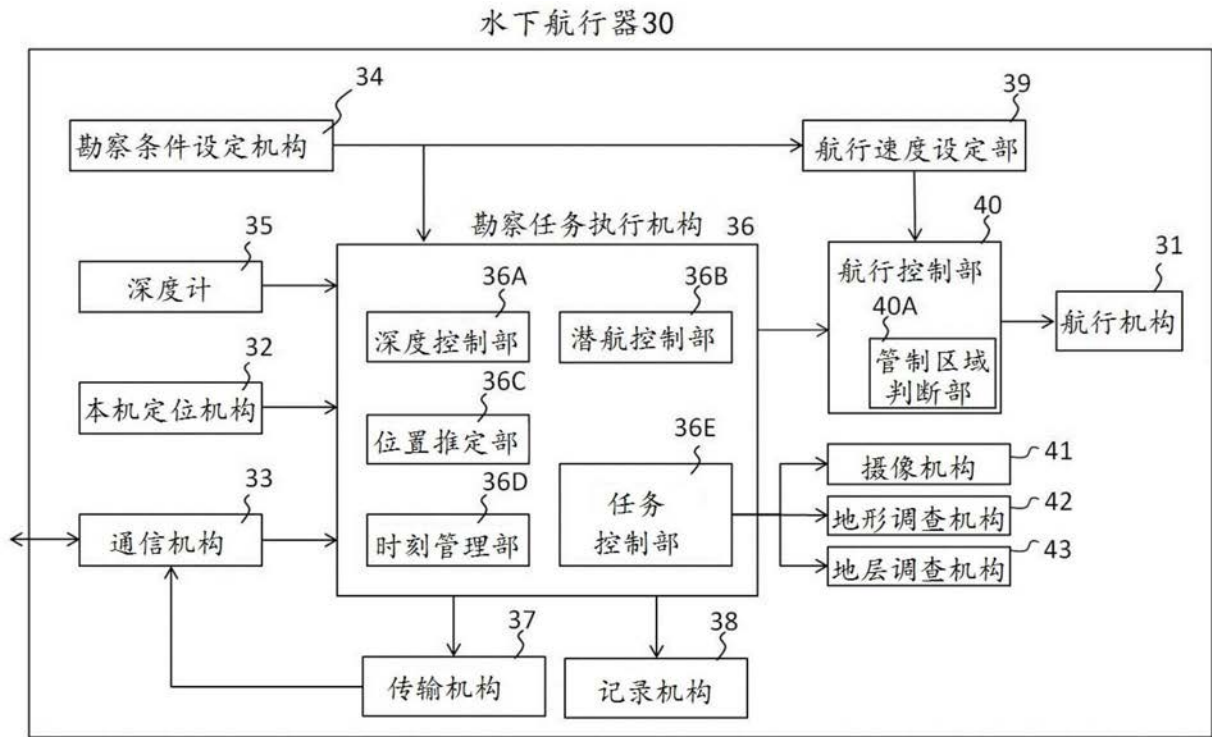 水下航行器30
34
勘察条件设定机构
39
航行速度设定部
勘察任务执行机构 36
35
深度计
36A
深度控制部
36B
潜航控制部
40
航行控制部
40A
管制区域
判断部
31
航行机构
32
本机定位机构
36C
位置推定部
33
通信机构
36D
时刻管理部
36E
任务
控制部
41
摄像机构
42
地形调查机构
43
地层调查机构
37
传输机构
38
记录机构